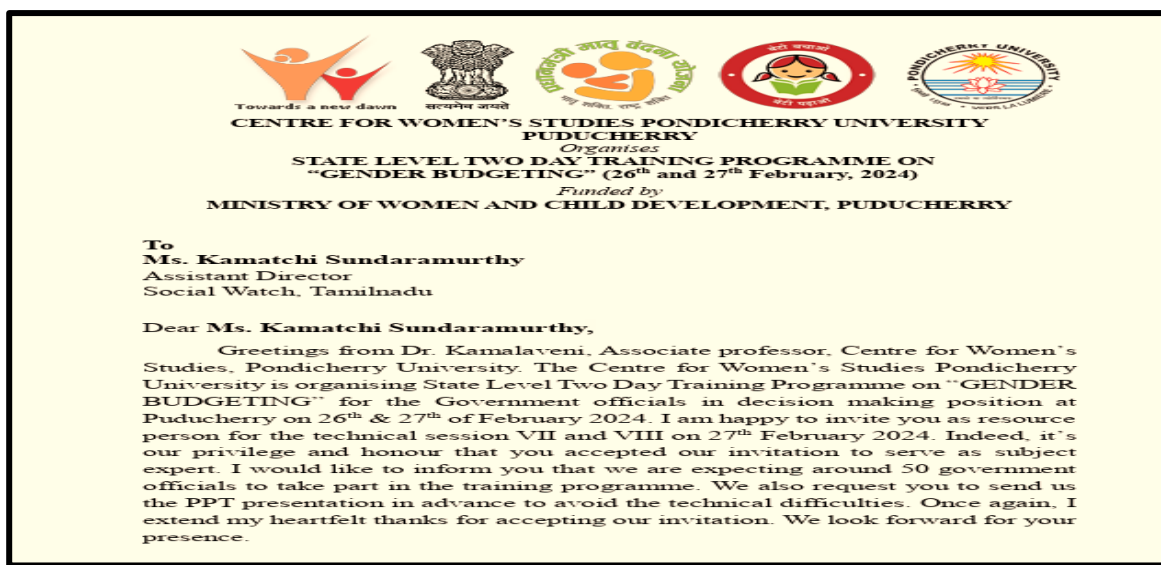 Towards a new dawn
सत्यमेव जयते
प्रधानमंत्री मातृ वंदना योजना
मातृ शक्ति, राष्ट्र शक्ति
बेटी बचाओ
बेटी पढ़ाओ
PONDICHERRY UNIVERSITY
VERS LA LUMIERE
CENTRE FOR WOMEN'S STUDIES PONDICHERRY UNIVERSITY
PUDUCHERRY
Organises
STATE LEVEL TWO DAY TRAINING PROGRAMME ON
“GENDER BUDGETING” (26th and 27th February, 2024)
Funded by
MINISTRY OF WOMEN AND CHILD DEVELOPMENT, PUDUCHERRY
To
Ms. Kamatchi Sundaramurthy
Assistant Director
Social Watch, Tamilnadu
Dear Ms. Kamatchi Sundaramurthy,
Greetings from Dr. Kamalaveni, Associate professor, Centre for Women’s
Studies, Pondicherry University. The Centre for Women’s Studies Pondicherry
University is organising State Level Two Day Training Programme on “GENDER
BUDGETING” for the Government officials in decision making position at
Puducherry on 26th & 27th of February 2024. I am happy to invite you as resource
person for the technical session VII and VIII on 27th February 2024. Indeed, it’s
our privilege and honour that you accepted our invitation to serve as subject
expert. I would like to inform you that we are expecting around 50 government
officials to take part in the training programme. We also request you to send us
the PPT presentation in advance to avoid the technical difficulties. Once again, I
extend my heartfelt thanks for accepting our invitation. We look forward for your
presence.